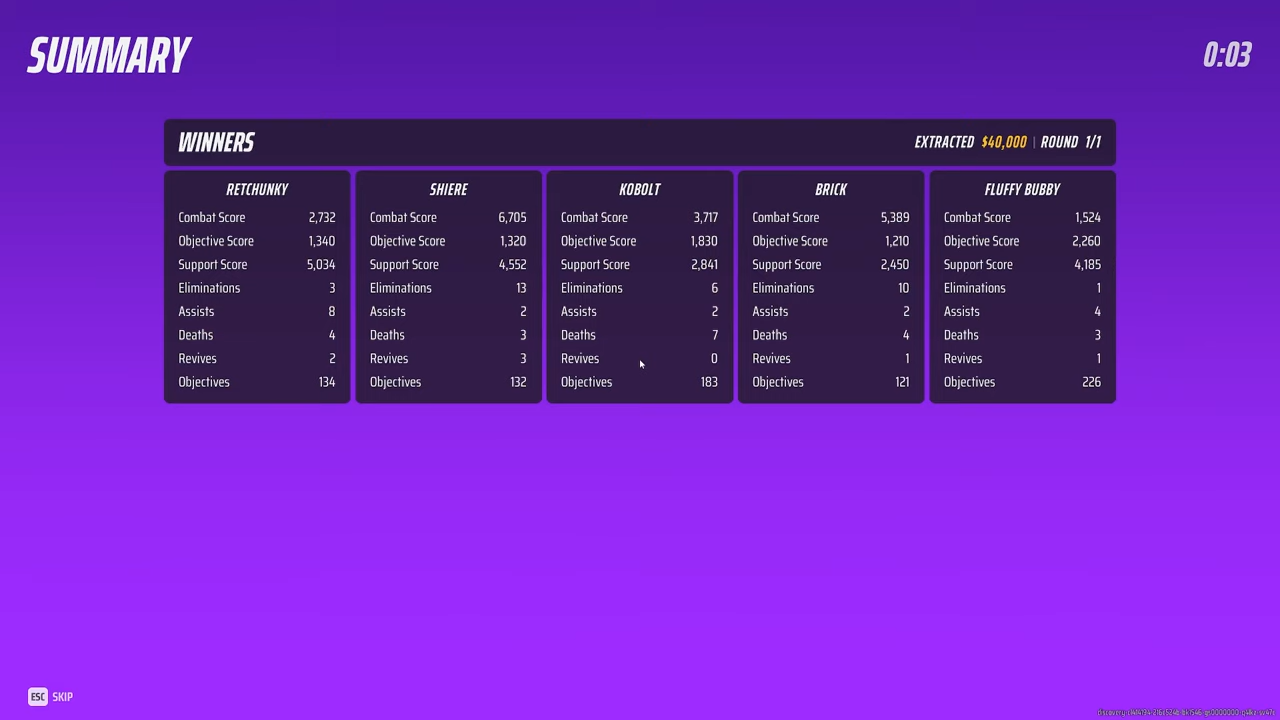 SUMMARY
0:03
WINNERS
EXTRACTED $40,000 | ROUND 1/1
RETCHUNKY
Combat Score 2,732
Objective Score 1,340
Support Score 5,034
Eliminations 3
Assists 8
Deaths 4
Revives 2
Objectives 134
SHIERE
Combat Score 6,705
Objective Score 1,320
Support Score 4,552
Eliminations 13
Assists 2
Deaths 3
Revives 3
Objectives 132
KOBOLT
Combat Score 3,717
Objective Score 1,830
Support Score 2,841
Eliminations 6
Assists 2
Deaths 7
Revives 0
Objectives 183
BRICK
Combat Score 5,389
Objective Score 1,210
Support Score 2,450
Eliminations 10
Assists 2
Deaths 4
Revives 1
Objectives 121
FLUFFY BUBBY
Combat Score 1,524
Objective Score 2,260
Support Score 4,185
Eliminations 1
Assists 4
Deaths 3
Revives 1
Objectives 226
ESC SKIP